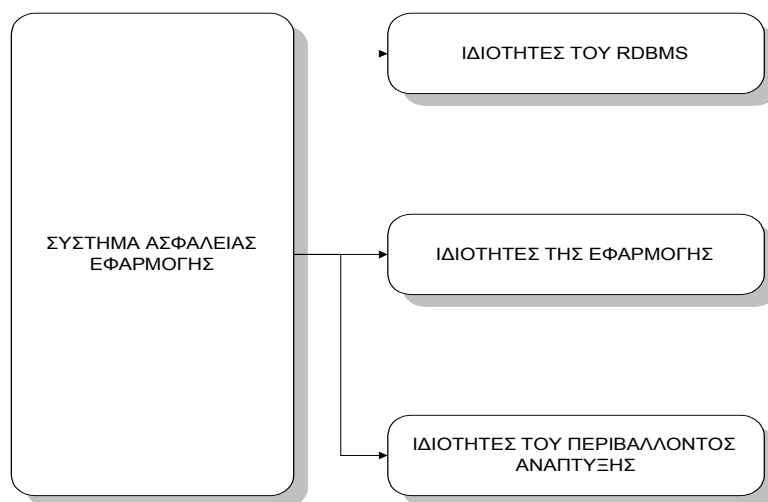 ΣΥΣΤΗΜΑ ΑΣΦΑΛΕΙΑΣ
ΕΦΑΡΜΟΓΗΣ
ΙΔΙΟΤΗΤΕΣ ΤΟΥ RDBMS
ΙΔΙΟΤΗΤΕΣ ΤΗΣ ΕΦΑΡΜΟΓΗΣ
ΙΔΙΟΤΗΤΕΣ ΤΟΥ ΠΕΡΙΒΑΛΛΟΝΤΟΣ
ΑΝΑΠΤΥΞΗΣ